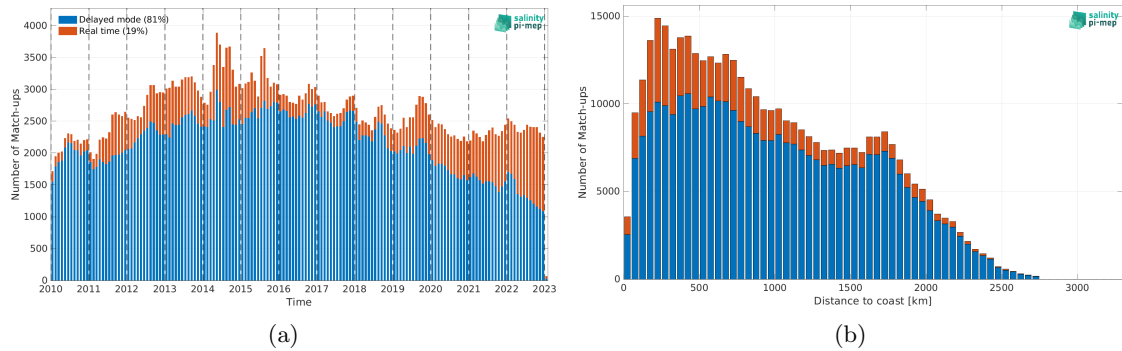 Delayed mode (81%)
Real time (19%)
salinity
pi-mep
4000
3500
3000
2500
2000
1500
1000
500
0
Number of Match-ups
2010 2011 2012 2013 2014 2015 2016 2017 2018 2019 2020 2021 2022 2023
Time
(a)
salinity
pi-mep
15000
10000
5000
0
Number of Match-ups
0 500 1000 1500 2000 2500 3000
Distance to coast [km]
(b)